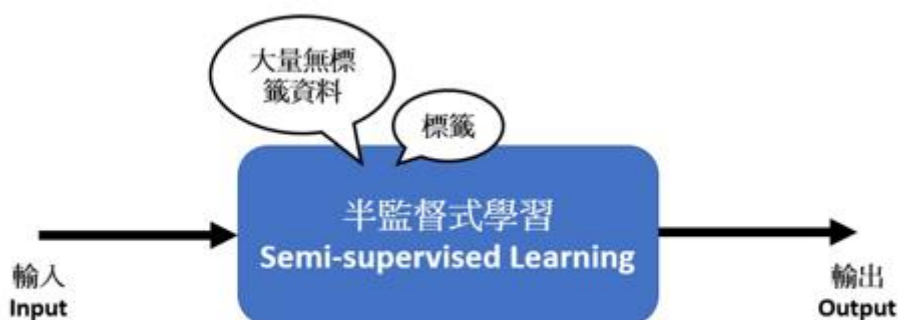 大量無標
籤資料
標籤
半監督式學習
Semi-supervised Learning
輸入
Input
輸出
Output